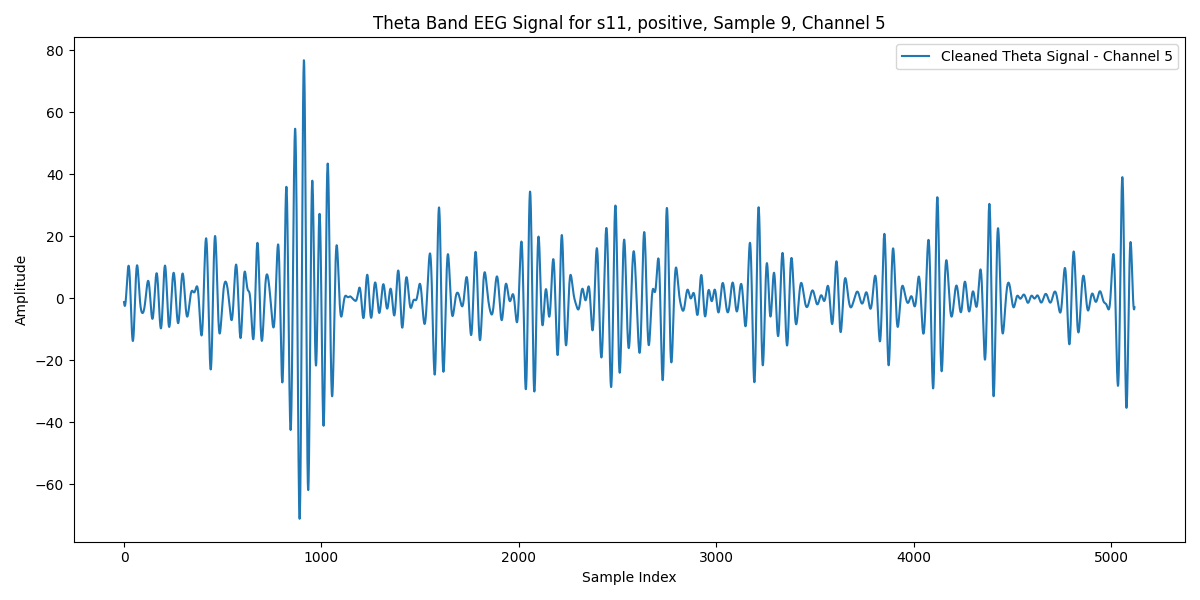 Theta Band EEG Signal for s11, positive, Sample 9, Channel 5
Cleaned Theta Signal - Channel 5
Amplitude
80
60
40
20
0
−20
−40
−60
0 1000 2000 3000 4000 5000
Sample Index